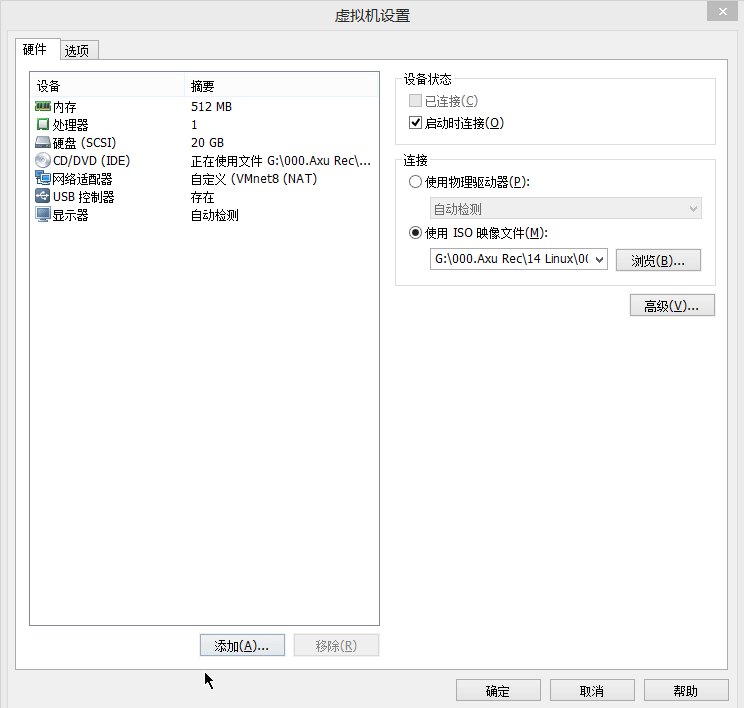 虚拟机设置
硬件 选项
设备 摘要
内存 512 MB
处理器 1
硬盘 (SCSI) 20 GB
CD/DVD (IDE) 正在使用文件 G:\000.Axu Rec\...
网络适配器 自定义 (VMnet8 (NAT)
USB 控制器 存在
显示器 自动检测
添加(A)... 移除(R)
设备状态
已连接(C)
启动时连接(O)
连接
使用物理驱动器(P):
自动检测
使用 ISO 映像文件(M):
G:\000.Axu Rec\14 Linux\00 浏览(B)...
高级(V)...
确定 取消 帮助